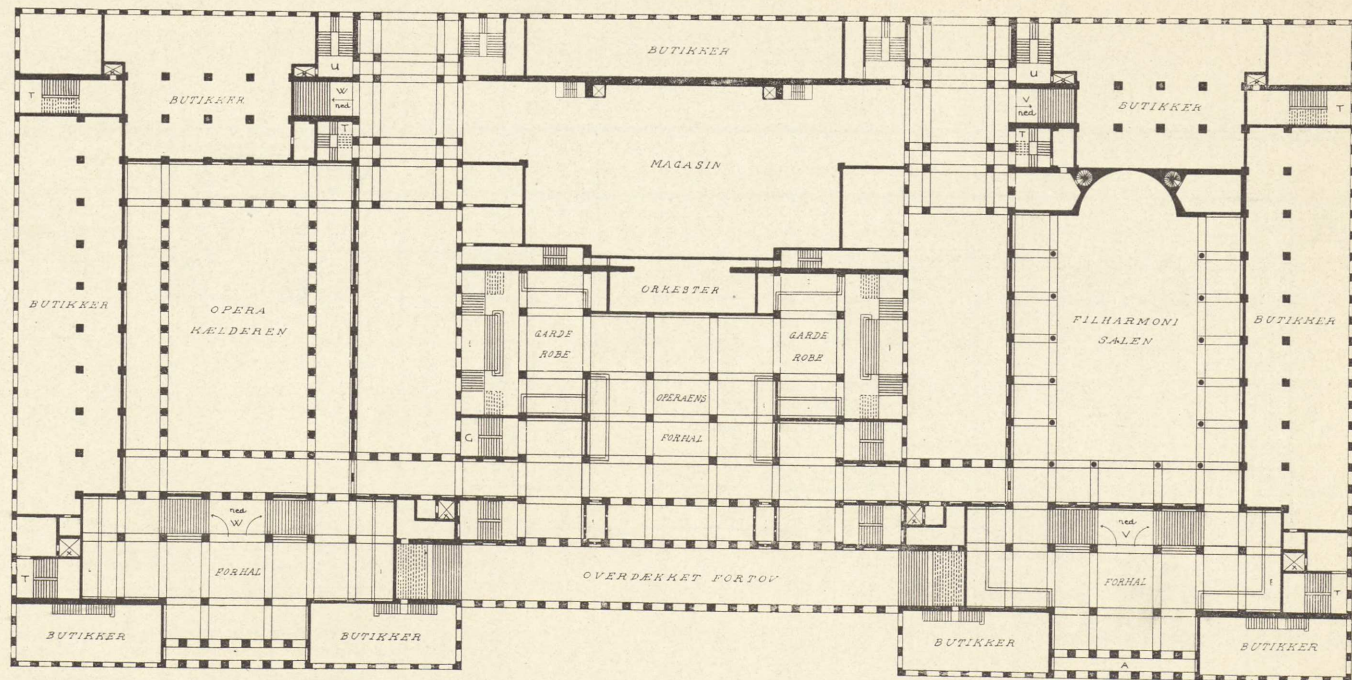 BUTIKKER
U
W
ned
T
T
BUTIKKER
MAGASIN
U
V
ned
T
T
BUTIKKER
BUTIKKER
OPERA
KÆLDEREN
ORKESTER
GARDE
ROBE
GARDE
ROBE
OPERAENS
FORHAL
G
FILHARMONI
SALEN
BUTIKKER
ned
W
FORHAL
T
OVERDÆKKET FORTOV
ned
V
FORHAL
T
BUTIKKER
BUTIKKER
BUTIKKER
BUTIKKER
A